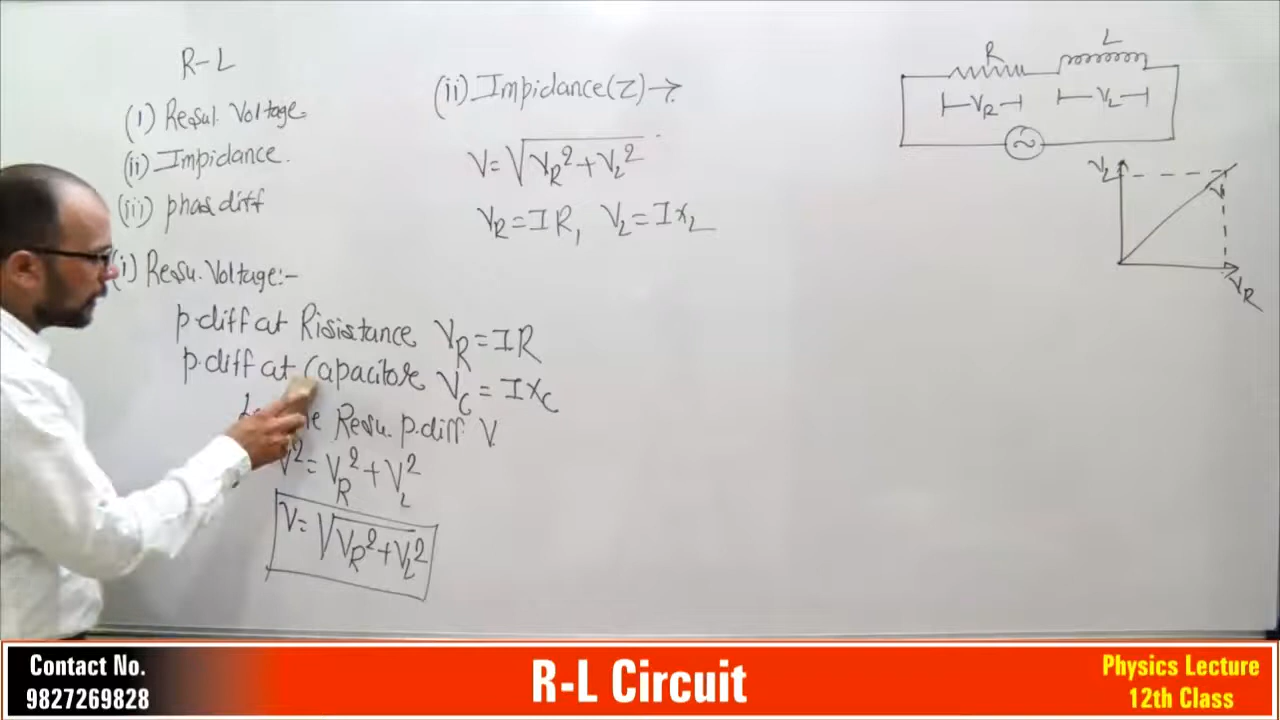 R-L
(i) Resul. Voltage
(ii) Impidance.
(iii) phas diff
(i) Resu. Voltage:-
p.diff at Risistance V_R = IR
p.diff at Capacitore V_C = IX_C
Resu. p.diff V
V² = V_R² + V_L²
V = √V_R² + V_L²
(ii) Impidance(Z) →
V = √V_R² + V_L²
V_R = IR, V_L = IX_L
R
L
V_R
V_L
~
V_L
V
V_R
Contact No.
9827269828
R-L Circuit
Physics Lecture
12th Class